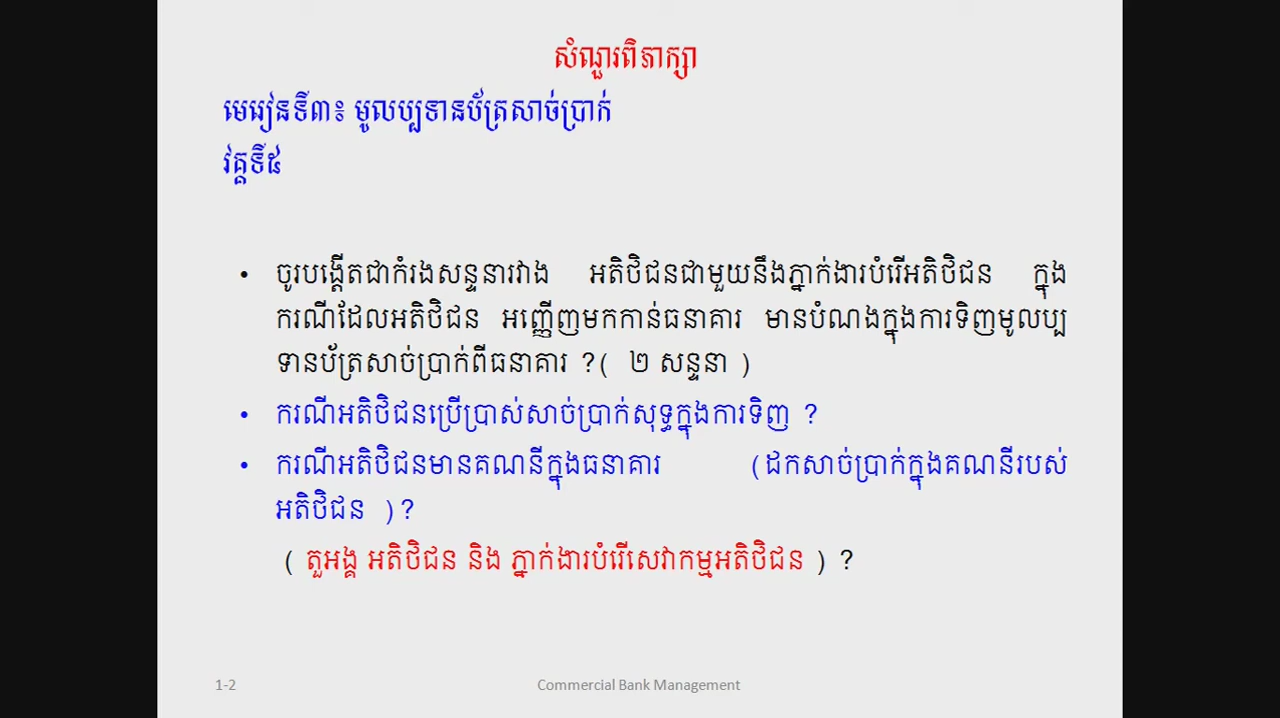 សំណួរពិភាក្សា
មេរៀនទី៣៖ មូលប្បទានប័ត្រសាច់ប្រាក់
វគ្គទី៥
• ចូរបង្កើតជាកំរងសន្ទនារវាង អតិថិជនជាមួយនឹងភ្នាក់ងារបំរើអតិថិជន ក្នុង
ករណីដែលអតិថិជន អញ្ញើញមកកាន់ធនាគារ មានបំណងក្នុងការទិញមូលប្ប
ទានប័ត្រសាច់ប្រាក់ពីធនាគារ ?( ២ សន្ទនា )
• ករណីអតិថិជនប្រើប្រាស់សាច់ប្រាក់សុទ្ធក្នុងការទិញ ?
• ករណីអតិថិជនមានគណនីក្នុងធនាគារ (ដកសាច់ប្រាក់ក្នុងគណនីរបស់
អតិថិជន )?
( តួអង្គ អតិថិជន និង ភ្នាក់ងារបំរើសេវាកម្មអតិថិជន ) ?
1-2 Commercial Bank Management